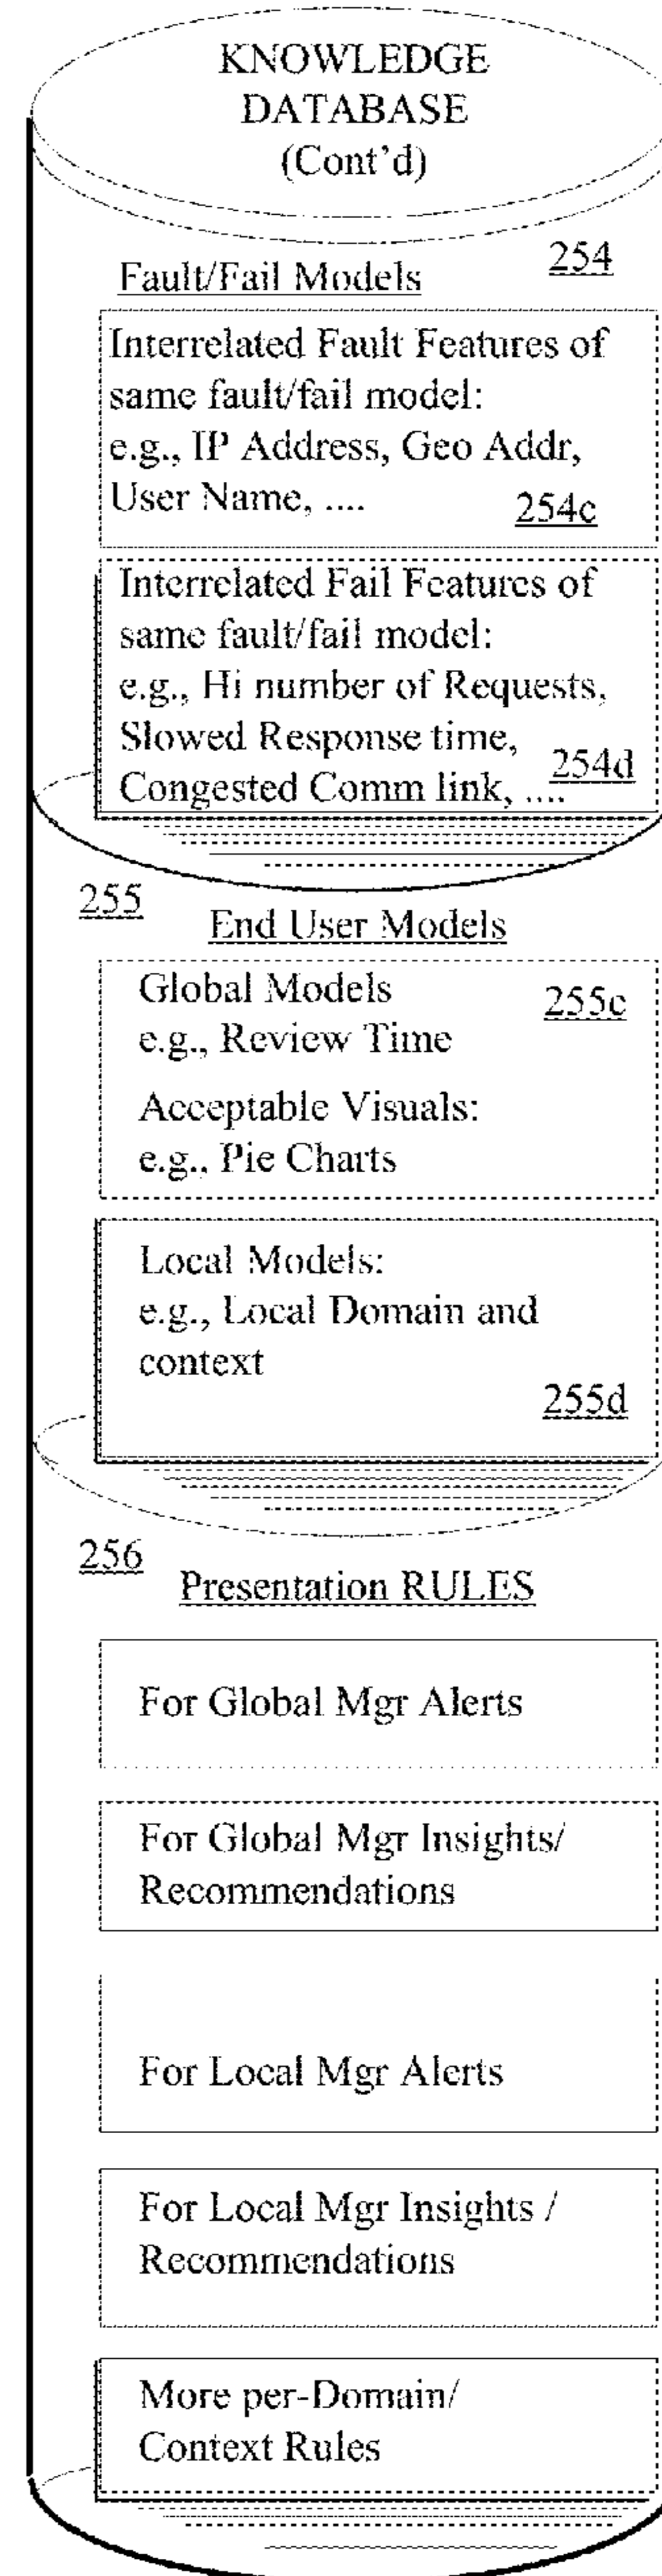 KNOWLEDGE
DATABASE
(Cont'd)
254
Fault/Fail Models
Interrelated Fault Features of
same fault/fail model:
e.g., IP Address, Geo Addr,
User Name, ....
254c
Interrelated Fail Features of
same fault/fail model:
e.g., Hi number of Requests,
Slowed Response time,
254d
Congested Comm link, ....
255
End User Models
Global Models
255c
e.g., Review Time
Acceptable Visuals:
e.g., Pie Charts
Local Models:
e.g., Local Domain and
context
255d
256
Presentation RULES
For Global Mgr Alerts
For Global Mgr Insights/
Recommendations
For Local Mgr Alerts
For Local Mgr Insights /
Recommendations
More per-Domain/
Context Rules